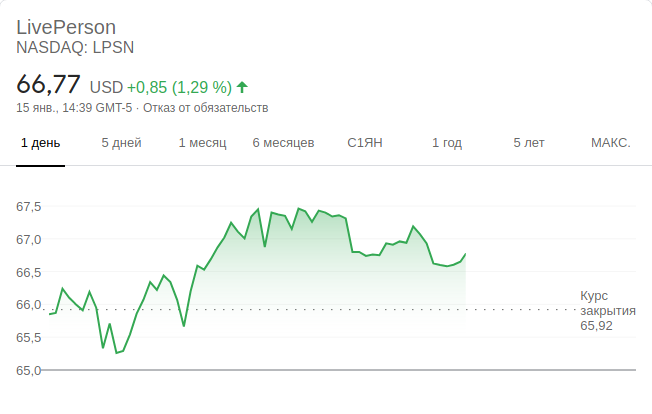 LivePerson
NASDAQ: LPSN
66,77 USD +0,85 (1,29 %)
15 янв., 14:39 GMT-5 · Отказ от обязательств
1 день 5 дней 1 месяц 6 месяцев С1ЯН 1 год 5 лет МАКС.
67,5
67,0
66,5
66,0
65,5
65,0
Курс
закрытия
65,92